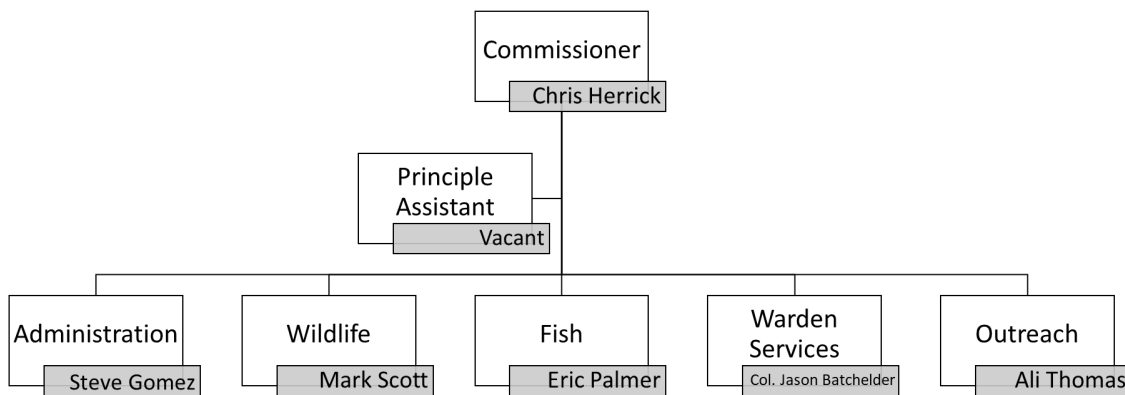 Commissioner
Chris Herrick
Principle
Assistant
Vacant
Administration
Steve Gomez
Wildlife
Mark Scott
Fish
Eric Palmer
Warden
Services
Col. Jason Batchelder
Outreach
Ali Thomas